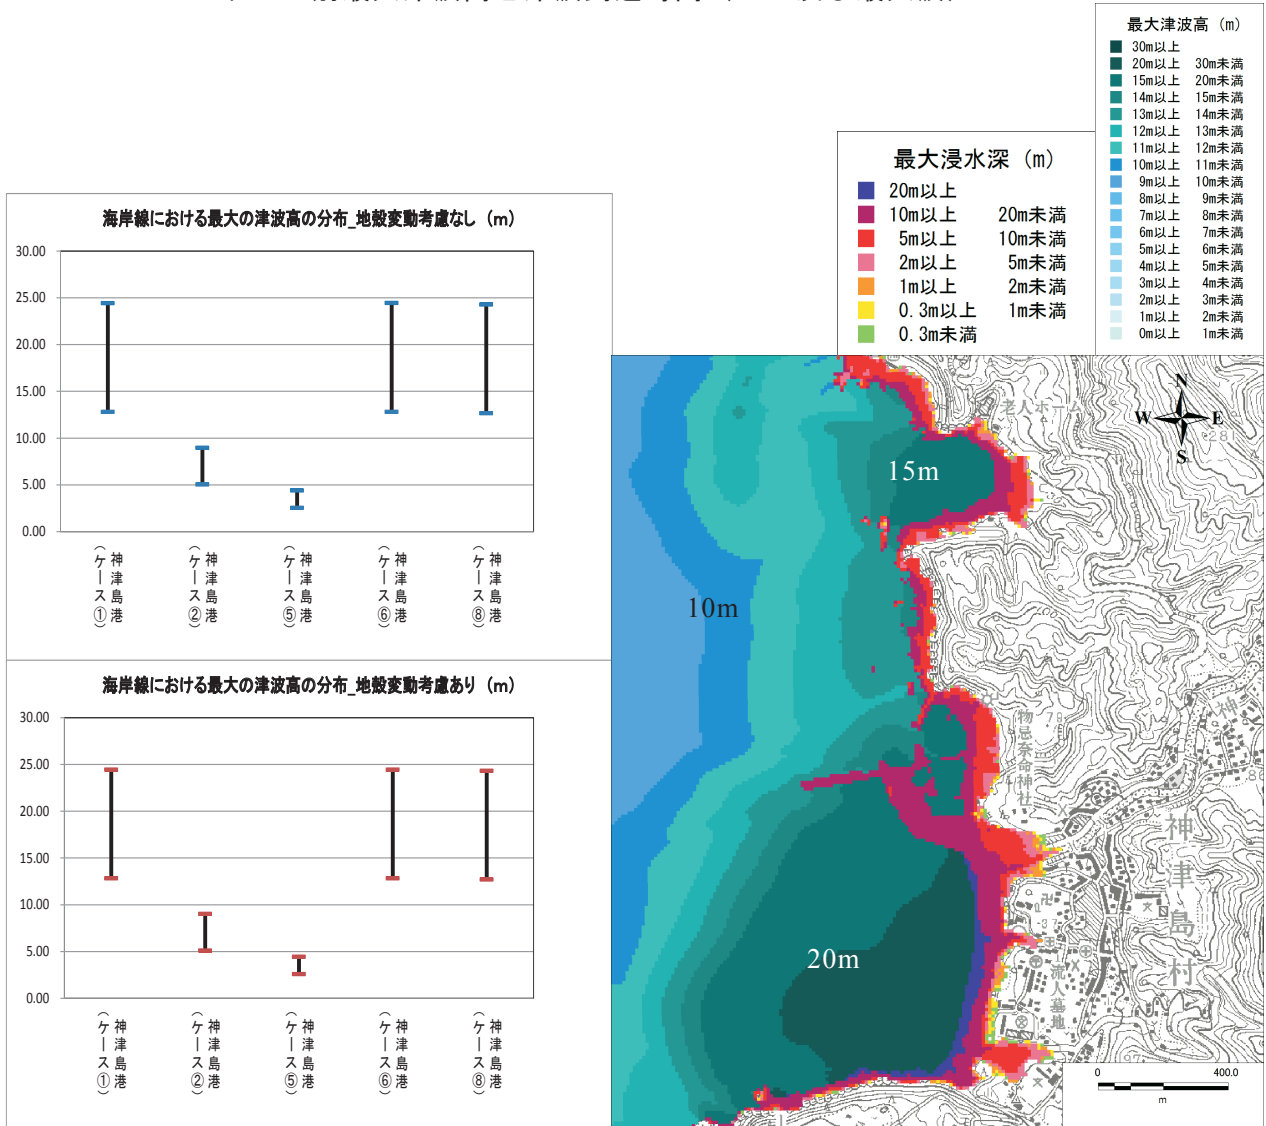 最大津波高 (m)
30m以上
20m以上 30m未満
15m以上 20m未満
14m以上 15m未満
13m以上 14m未満
12m以上 13m未満
11m以上 12m未満
10m以上 11m未満
9m以上 10m未満
8m以上 9m未満
7m以上 8m未満
6m以上 7m未満
5m以上 6m未満
4m以上 5m未満
3m以上 4m未満
2m以上 3m未満
1m以上 2m未満
0m以上 1m未満
最大浸水深 (m)
20m以上
10m以上 20m未満
5m以上 10m未満
2m以上 5m未満
1m以上 2m未満
0.3m以上 1m未満
0.3m未満
海岸線における最大の津波高の分布_地殻変動考慮なし (m)
30.00
25.00
20.00
15.00
10.00
5.00
0.00
神津島港(ケース①)
神津島港(ケース②)
神津島港(ケース⑤)
神津島港(ケース⑥)
神津島港(ケース⑧)
海岸線における最大の津波高の分布_地殻変動考慮あり (m)
30.00
25.00
20.00
15.00
10.00
5.00
0.00
神津島港(ケース①)
神津島港(ケース②)
神津島港(ケース⑤)
神津島港(ケース⑥)
神津島港(ケース⑧)
老人ホーム
N
W E
S
281
15m
10m
物忌奈命神社
神
神津島村
20m
流人墓地
0 400.0
m